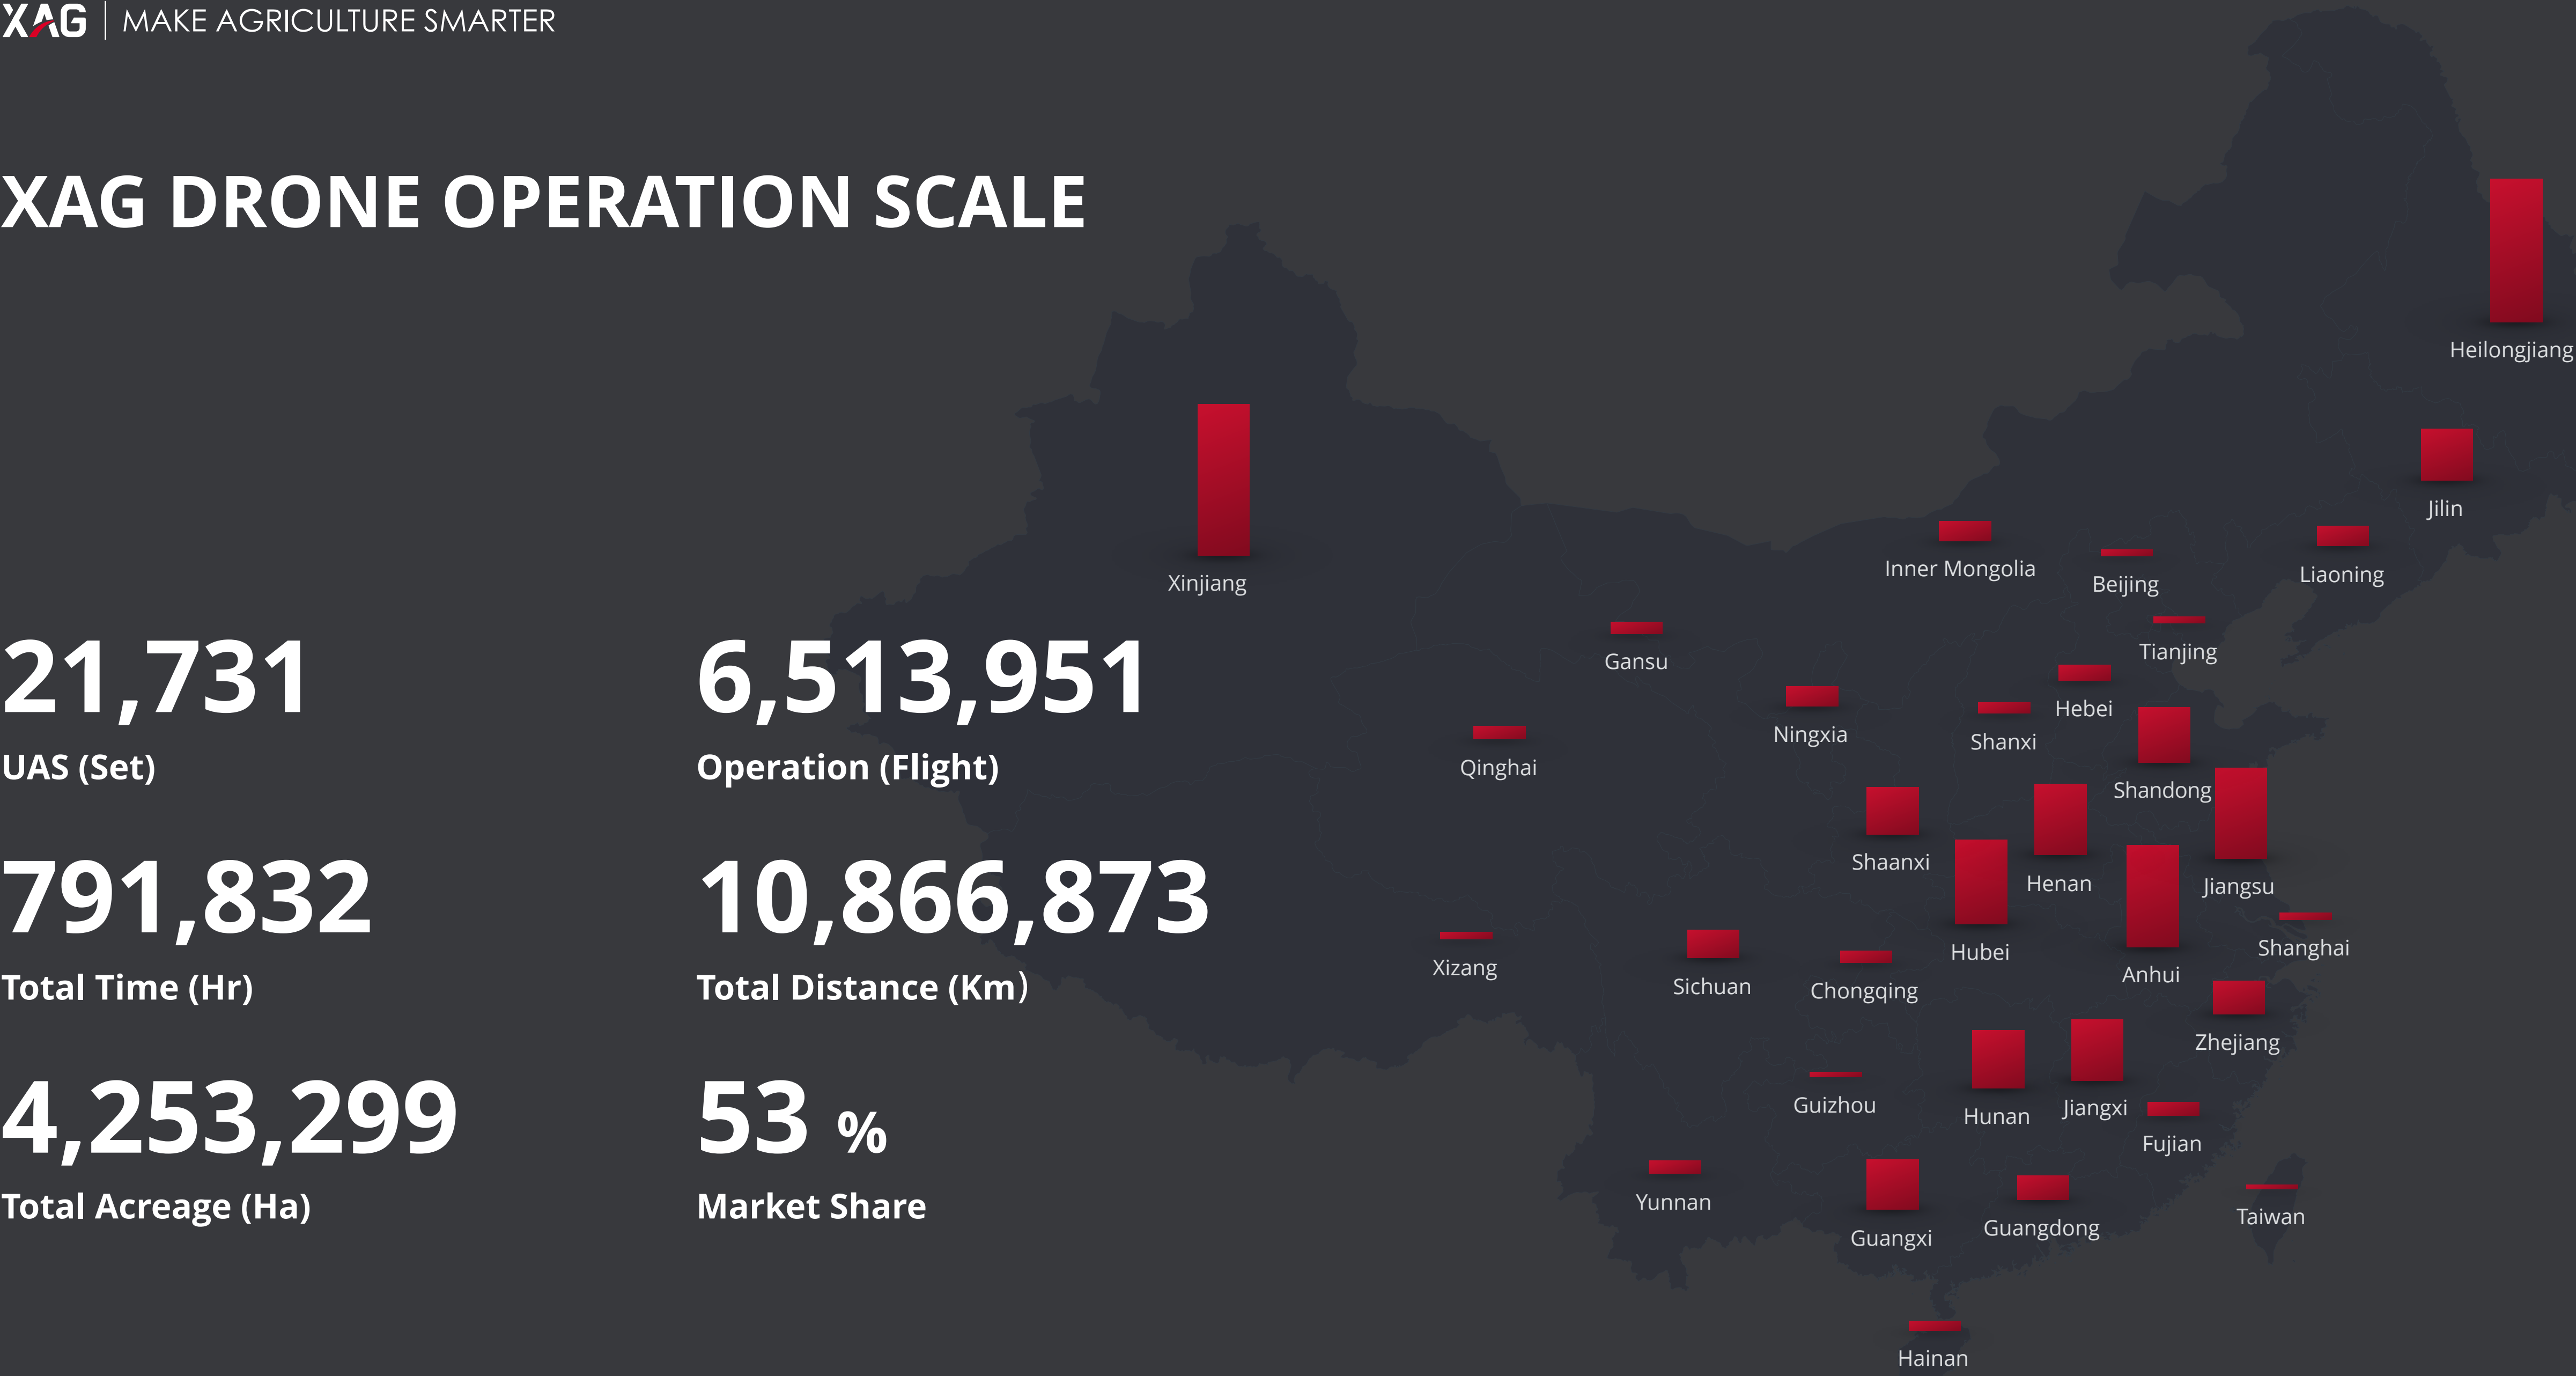 XAG | MAKE AGRICULTURE SMARTER
XAG DRONE OPERATION SCALE
21,731
UAS (Set)
6,513,951
Operation (Flight)
791,832
Total Time (Hr)
10,866,873
Total Distance (Km)
4,253,299
Total Acreage (Ha)
53 %
Market Share
Heilongjiang
Jilin
Liaoning
Inner Mongolia
Beijing
Xinjiang
Tianjing
Gansu
Hebei
Ningxia
Shanxi
Qinghai
Shandong
Shaanxi
Henan
Jiangsu
Hubei
Shanghai
Xizang
Anhui
Sichuan
Chongqing
Zhejiang
Guizhou
Hunan
Jiangxi
Fujian
Yunnan
Taiwan
Guangxi
Guangdong
Hainan